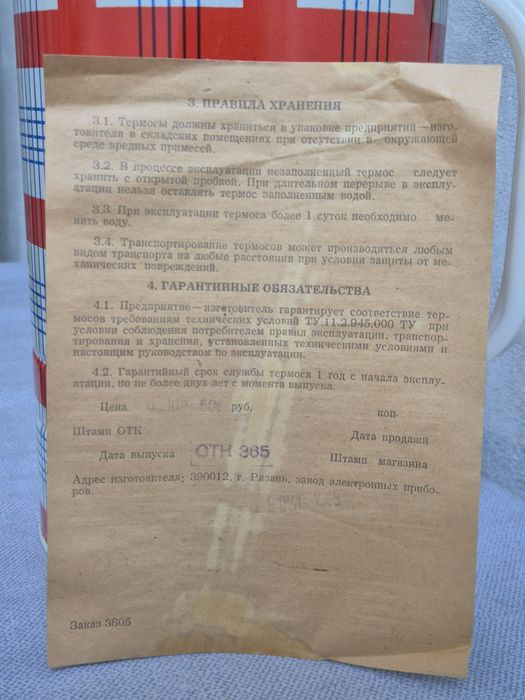 3. ПРАВИЛА ХРАНЕНИЯ
3.1. Термосы должны храниться в упаковке предприятия—изго-
товителя в складских помещениях при отсутствии в окружающей
среде вредных примесей.
3.2. В процессе эксплуатации незаполненный термос следует
хранить с открытой пробкой. При длительном перерыве в эксплу-
атации нельзя оставлять термос заполненным водой.
3.3. При эксплуатации термоса более 1 суток необходимо ме-
нять воду.
3.4. Транспортирование термосов может производиться любым
видом транспорта на любые расстояния при условии защиты от ме-
ханических повреждений.
4. ГАРАНТИЙНЫЕ ОБЯЗАТЕЛЬСТВА
4.1. Предприятие—изготовитель гарантирует соответствие тер-
мосов требованиям технических условий ТУ.11.2.945.000 ТУ при
условии соблюдения потребителем правил эксплуатации, транспор-
тирования и хранения, установленных техническими условиями и
настоящим руководством по эксплуатации.
4.2. Гарантийный срок службы термоса 1 год с начала эксплу-
атации, но не более двух лет с момента выпуска.
Цена руб. коп.
Штамп ОТК Дата продажи
Дата выпуска ОТК 365 Штамп магазина
Адрес изготовителя; 390012, г. Рязань, завод электронных прибо-
ров.
Заказ 3805